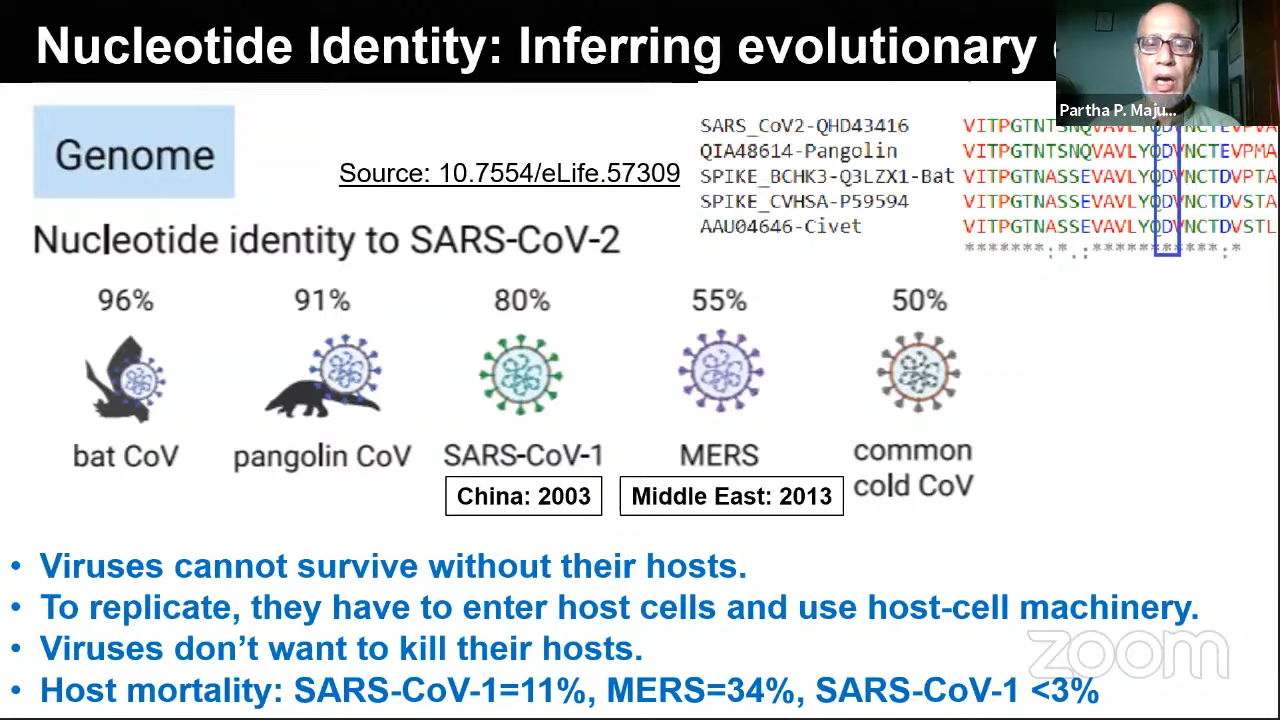 Nucleotide Identity: Inferring evolutionary
Partha P. Maju...
Genome
Source: 10.7554/eLife.57309
SARS_CoV2-QHD43416 VITPGTNTSNQVAVLYQDVNCTEVPVA
QIA48614-Pangolin VITPGTNTSNQVAVLYQDVNCTEVPMA
SPIKE_BCHK3-Q3LZX1-Bat VITPGTNASSEVAVLYQDVNCTDVPTA
SPIKE_CVHSA-P59594 VITPGTNASSEVAVLYQDVNCTDVSTA
AAU04646-Civet VITPGTNASSEVAVLYQDVNCTDVSTL
*******:*.:**********:*
Nucleotide identity to SARS-CoV-2
96% 91% 80% 55% 50%
bat CoV pangolin CoV SARS-CoV-1 MERS common
cold CoV
China: 2003 Middle East: 2013
• Viruses cannot survive without their hosts.
• To replicate, they have to enter host cells and use host-cell machinery.
• Viruses don't want to kill their hosts.
• Host mortality: SARS-CoV-1=11%, MERS=34%, SARS-CoV-1 <3%
zoom